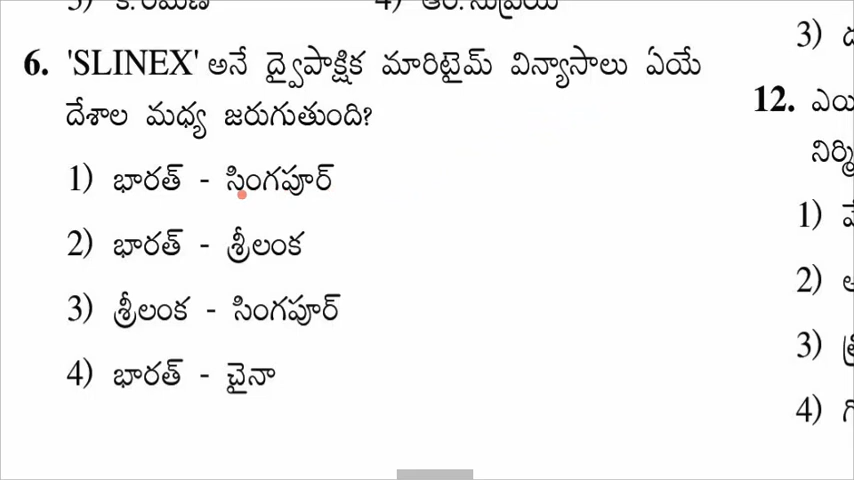 6. 'SLINEX' అనే ద్వైపాక్షిక మారిటైమ్ విన్యాసాలు ఏయే
దేశాల మధ్య జరుగుతుంది?
1) భారత్ - సింగపూర్
2) భారత్ - శ్రీలంక
3) శ్రీలంక - సింగపూర్
4) భారత్ - చైనా
3)
12.
1)
2)
3)
4)